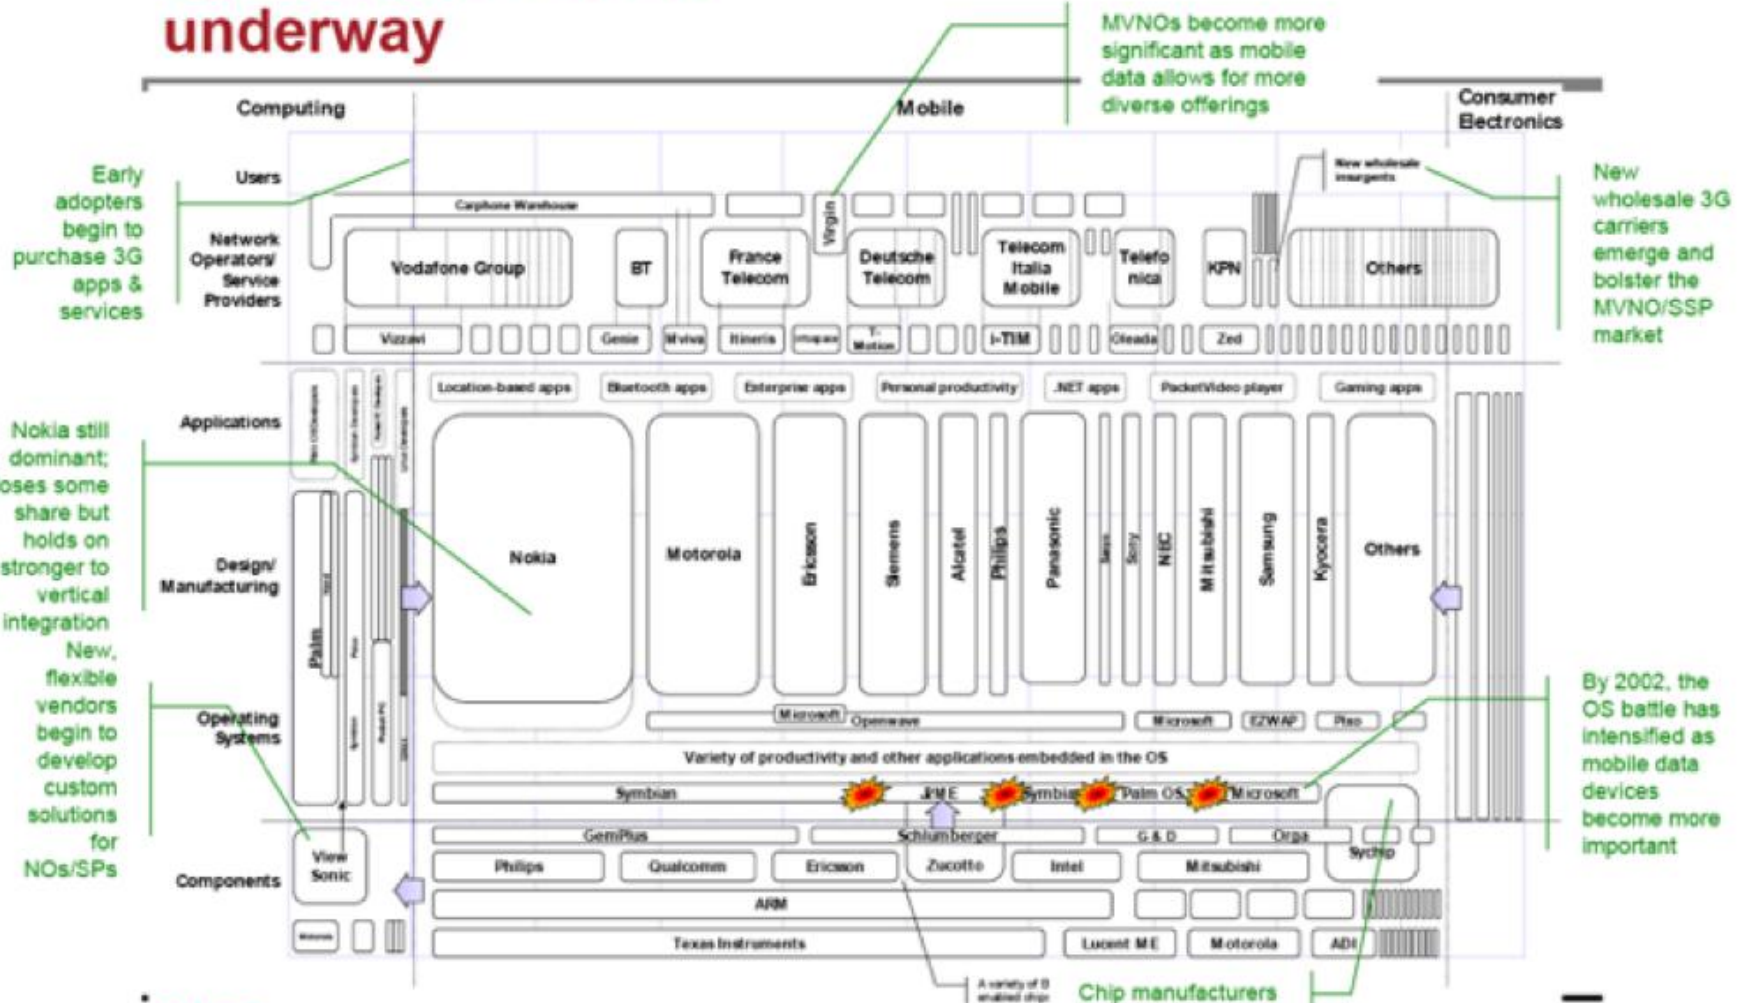 underway
MVNOs become more
significant as mobile
data allows for more
diverse offerings
Computing
Mobile
Consumer
Electronics
Early
adopters
begin to
purchase 3G
apps &
services
Users
New wholesale
insurgents
New
wholesale 3G
carriers
emerge and
bolster the
MVNO/SSP
market
Carphone Warehouse
Virgin
Network
Operators/
Service
Providers
Vodafone Group
BT
France
Telecom
Deutsche
Telecom
Telecom
Italia
Mobile
Telefo
nica
KPN
Others
Vizzavi
Genie
Mviva
Itineris
T-
Motion
i-TIM
Oleada
Zed
Location-based apps
Bluetooth apps
Enterprise apps
Personal productivity
.NET apps
PacketVideo player
Gaming apps
Applications
Nokia still
dominant;
oses some
share but
holds on
stronger to
vertical
integration
Design/
Manufacturing
Palm
Nokia
Motorola
Ericsson
Siemens
Alcatel
Philips
Panasonic
Sony
NEC
Mitsubishi
Samsung
Kyocera
Others
New,
flexible
vendors
begin to
develop
custom
solutions
for
NOs/SPs
Operating
Systems
Microsoft
Openwave
Microsoft
EZWAP
Pixo
Variety of productivity and other applications embedded in the OS
Symbian
Palm OS
Microsoft
By 2002, the
OS battle has
intensified as
mobile data
devices
become more
important
GemPlus
Schlumberger
G & D
Orga
View
Sonic
Components
Philips
Qualcomm
Ericsson
Zucotto
Intel
Mitsubishi
Sychip
ARM
Motorola
Texas Instruments
Lucent ME
Motorola
ADI
A variety of B
enabled chips
Chip manufacturers